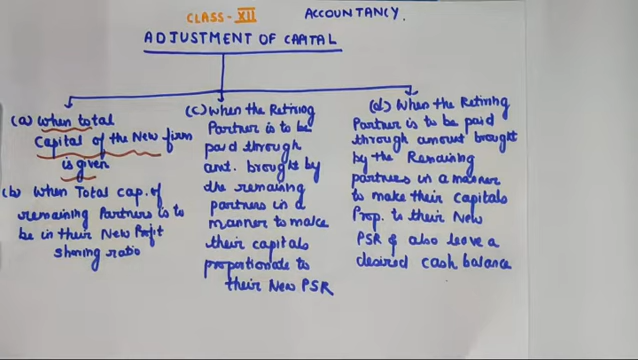 CLASS - XII ACCOUNTANCY.
ADJUSTMENT OF CAPITAL
(a) When total
Capital of the New firm
is given
(b) When Total cap. of
remaining Partners is to
be in their New Profit
sharing ratio
(c) When the Retiring
Partner is to be
paid through
amt. brought by
the remaining
partners in a
manner to make
their capitals
proportionate to
their New PSR
(d) When the Retiring
Partner is to be paid
through amount brought
by the Remaining
partners in a manner
to make their capitals
Prop. to their New
PSR & also leave a
desired cash balance